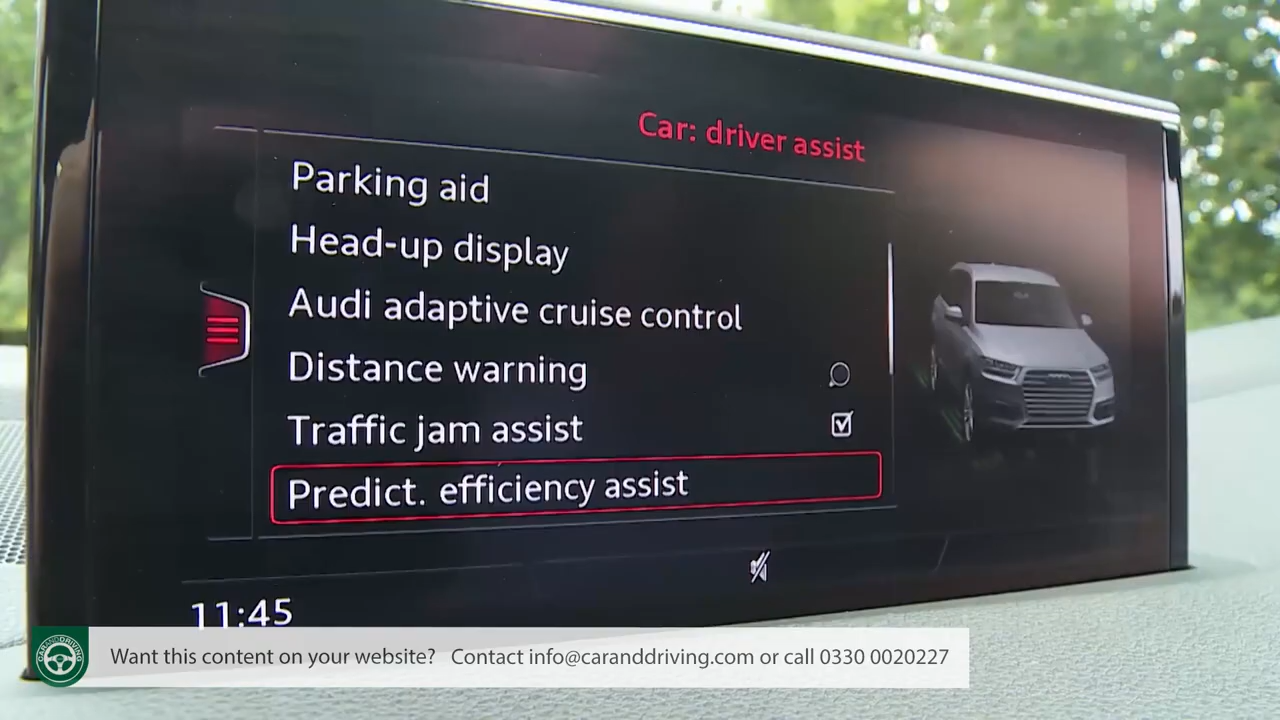 Car: driver assist
Parking aid
Head-up display
Audi adaptive cruise control
Distance warning
Traffic jam assist
Predict. efficiency assist
11:45
CARANDDRIVING
Want this content on your website? Contact info@caranddriving.com or call 0330 0020227